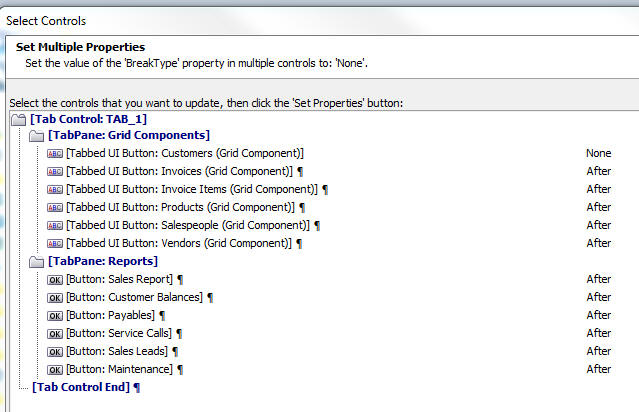 Select Controls
Set Multiple Properties
Set the value of the 'BreakType' property in multiple controls to: 'None'.
Select the controls that you want to update, then click the 'Set Properties' button:
[Tab Control: TAB_1]
[TabPane: Grid Components]
ABC [Tabbed UI Button: Customers (Grid Component)] None
ABC [Tabbed UI Button: Invoices (Grid Component)] ¶ After
ABC [Tabbed UI Button: Invoice Items (Grid Component)] ¶ After
ABC [Tabbed UI Button: Products (Grid Component)] ¶ After
ABC [Tabbed UI Button: Salespeople (Grid Component)] ¶ After
ABC [Tabbed UI Button: Vendors (Grid Component)] ¶ After
[TabPane: Reports]
OK [Button: Sales Report] ¶ After
OK [Button: Customer Balances] ¶ After
OK [Button: Payables] ¶ After
OK [Button: Service Calls] ¶ After
OK [Button: Sales Leads] ¶ After
OK [Button: Maintenance] ¶ After
[Tab Control End] ¶